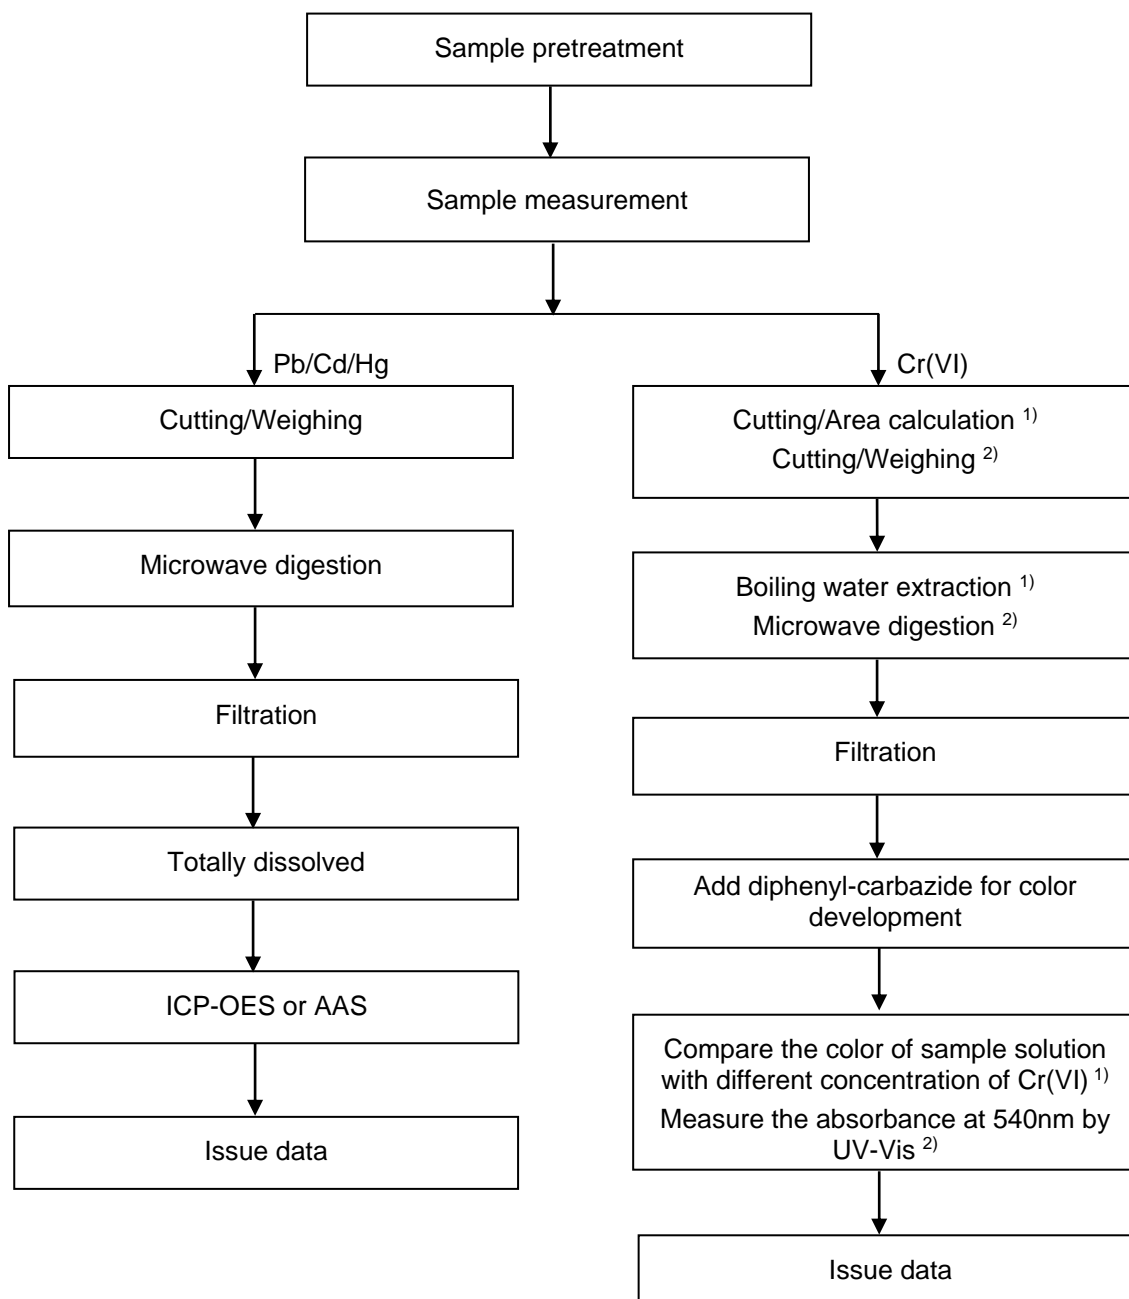 Sample pretreatment
Sample measurement
Pb/Cd/Hg
Cutting/Weighing
Microwave digestion
Filtration
Totally dissolved
ICP-OES or AAS
Issue data
Cr(VI)
Cutting/Area calculation 1)
Cutting/Weighing 2)
Boiling water extraction 1)
Microwave digestion 2)
Filtration
Add diphenyl-carbazide for color
development
Compare the color of sample solution
with different concentration of Cr(VI) 1)
Measure the absorbance at 540nm by
UV-Vis 2)
Issue data